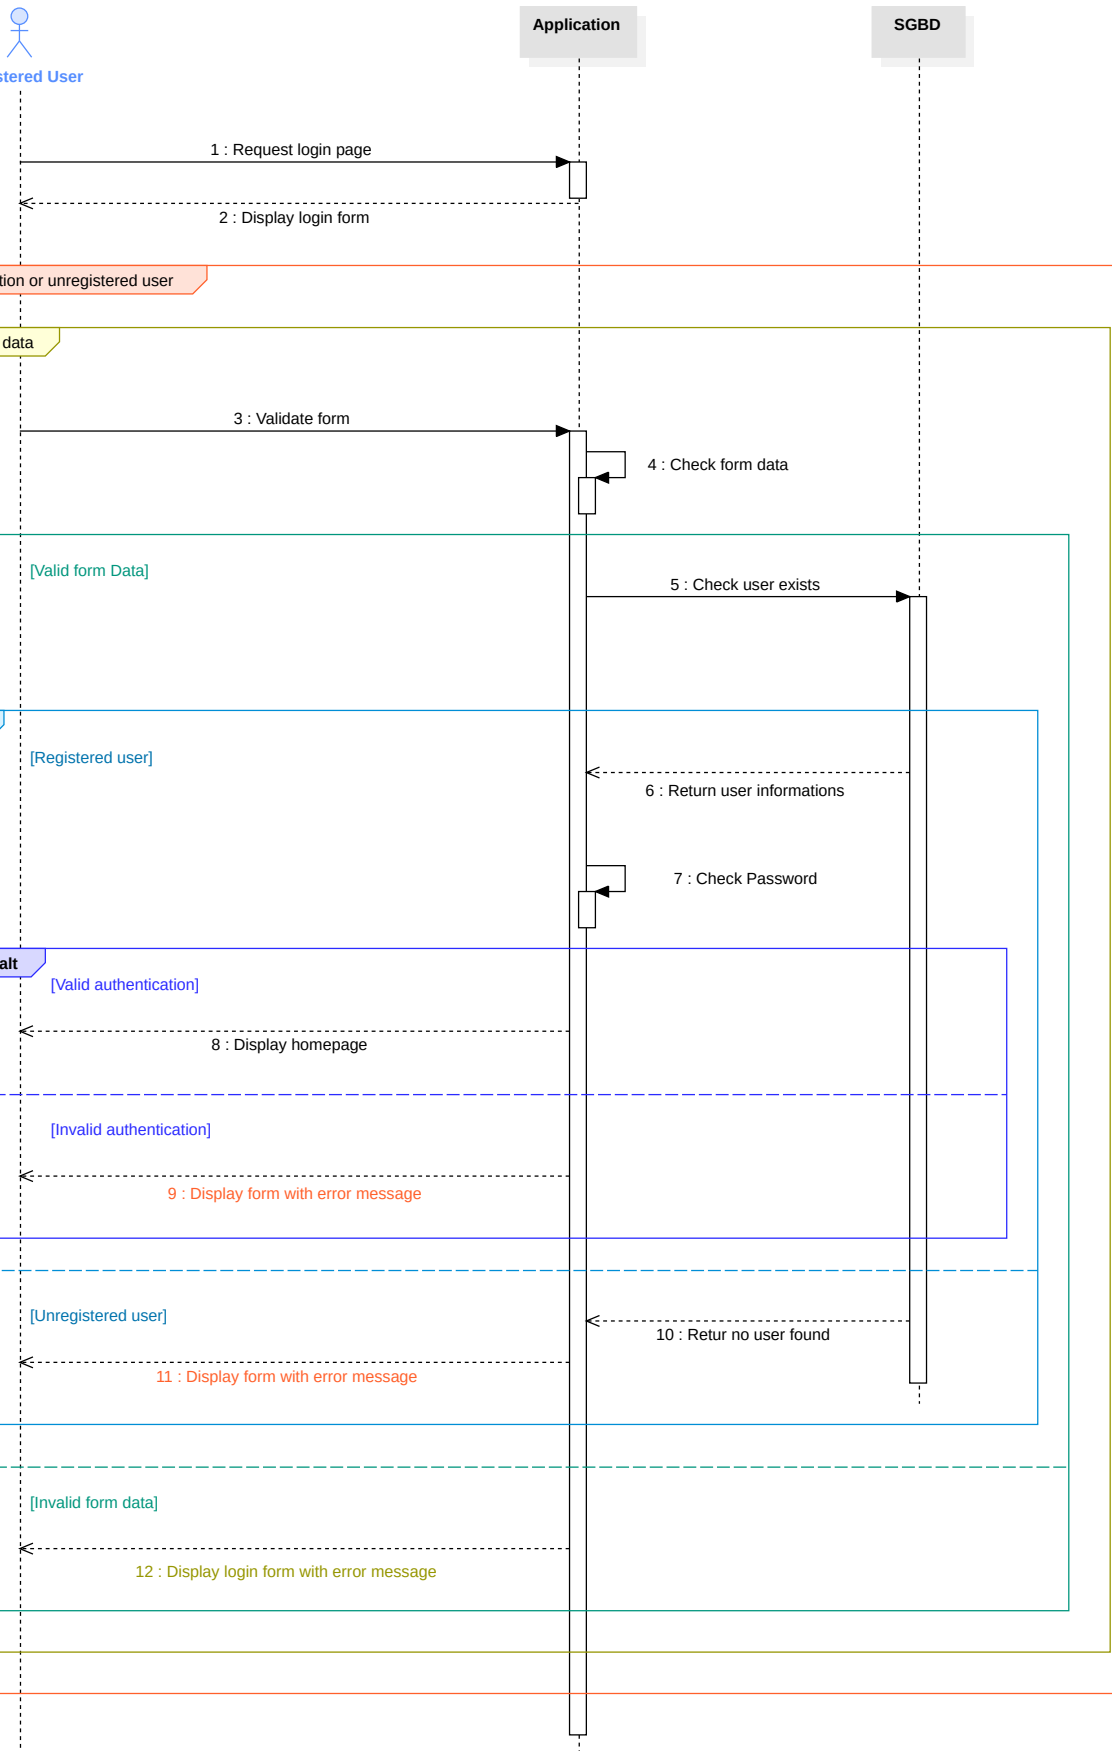 Application
SGBD
stered User
1 : Request login page
2 : Display login form
tion or unregistered user
data
3 : Validate form
4 : Check form data
[Valid form Data]
5 : Check user exists
[Registered user]
6 : Return user informations
7 : Check Password
alt
[Valid authentication]
8 : Display homepage
[Invalid authentication]
9 : Display form with error message
[Unregistered user]
10 : Retur no user found
11 : Display form with error message
[Invalid form data]
12 : Display login form with error message